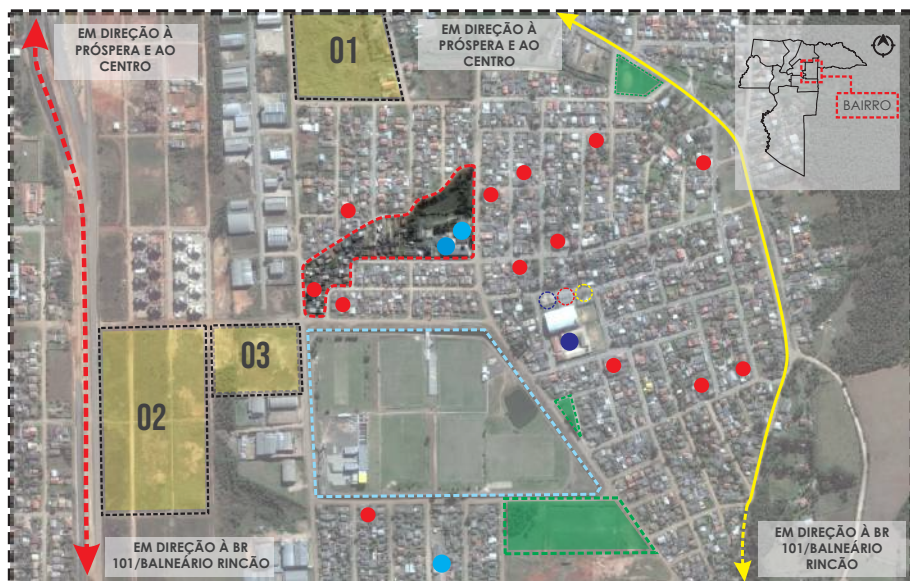 EM DIREÇÃO À
PRÓSPERA E AO
CENTRO
01
EM DIREÇÃO À
PRÓSPERA E AO
CENTRO
BAIRRO
02
03
EM DIREÇÃO À BR
101/BALNEÁRIO RINCÃO
EM DIREÇÃO À BR
101/BALNEÁRIO
RINCÃO